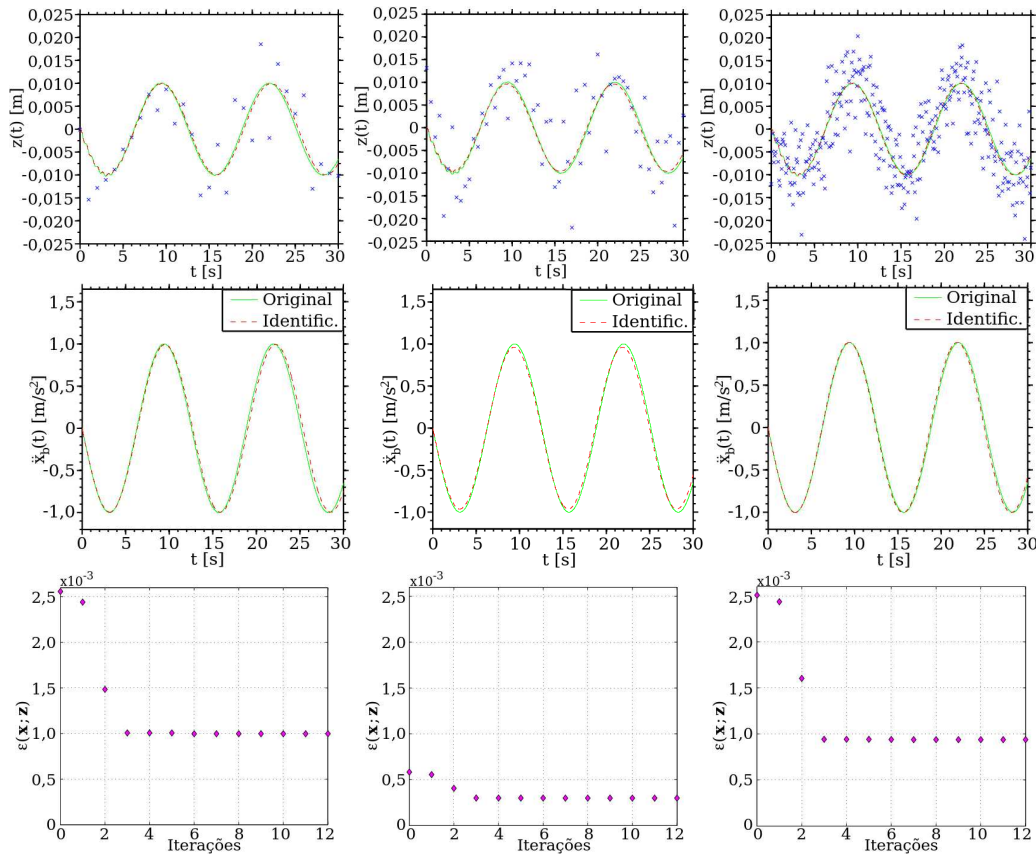 0,025
0,020
0,015
0,010
0,005
0
-0,005
-0,010
-0,015
-0,020
-0,025
z(t) [m]
0 5 10 15 20 25 30
t [s]
0,025
0,020
0,015
0,010
0,005
0
-0,005
-0,010
-0,015
-0,020
-0,025
z(t) [m]
0 5 10 15 20 25 30
t [s]
0,025
0,020
0,015
0,010
0,005
0
-0,005
-0,010
-0,015
-0,020
-0,025
z(t) [m]
0 5 10 15 20 25 30
t [s]
1,5
1,0
0,5
0
-0,5
-1,0
ẍb(t) [m/s²]
Original
Identific.
0 5 10 15 20 25 30
t [s]
1,5
1,0
0,5
0
-0,5
-1,0
ẍb(t) [m/s²]
Original
Identific.
0 5 10 15 20 25 30
t [s]
1,5
1,0
0,5
0
-0,5
-1,0
ẍb(t) [m/s²]
Original
Identific.
0 5 10 15 20 25 30
t [s]
x10⁻³
2,5
2,0
1,5
1,0
0,5
0
ε(x; z)
0 2 4 6 8 10 12
Iterações
x10⁻³
2,5
2,0
1,5
1,0
0,5
0
ε(x; z)
0 2 4 6 8 10 12
Iterações
x10⁻³
2,5
2,0
1,5
1,0
0,5
0
ε(x; z)
0 2 4 6 8 10 12
Iterações